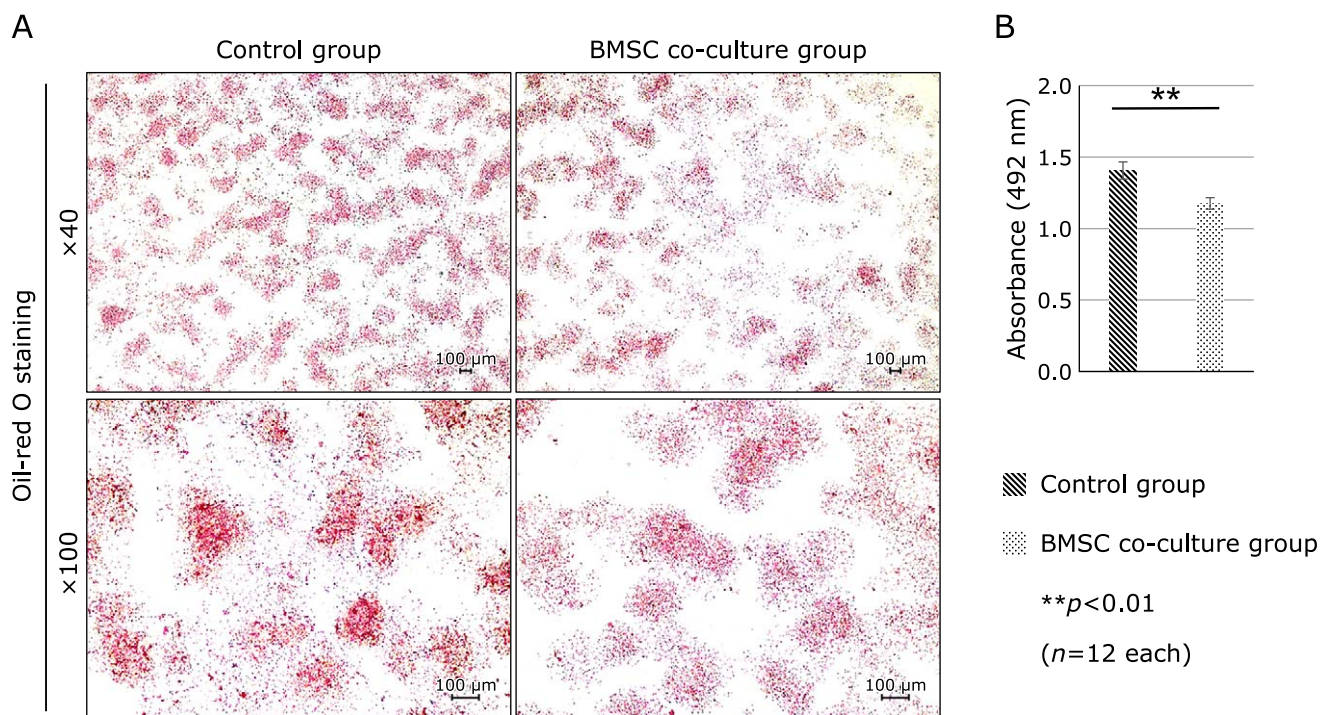 A
Control group
BMSC co-culture group
Oil-red O staining
×40
100 µm
100 µm
×100
100 µm
100 µm
B
Absorbance (492 nm)
2.0
1.5
1.0
0.5
0.0
**
Control group
BMSC co-culture group
**p<0.01
(n=12 each)